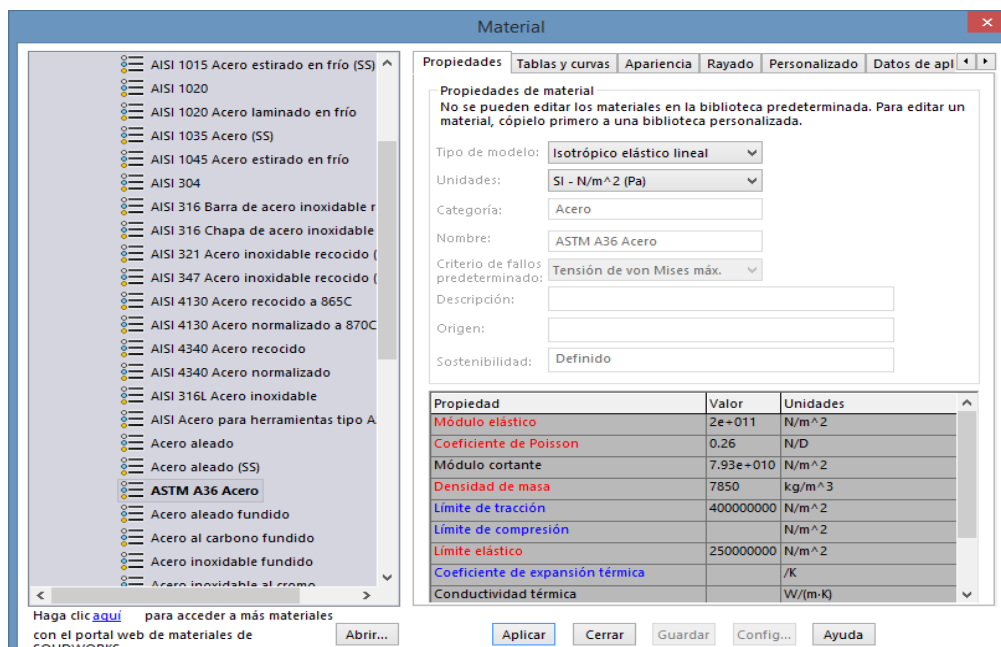 Material
AISI 1015 Acero estirado en frío (SS)
AISI 1020
AISI 1020 Acero laminado en frío
AISI 1035 Acero (SS)
AISI 1045 Acero estirado en frío
AISI 304
AISI 316 Barra de acero inoxidable r
AISI 316 Chapa de acero inoxidable
AISI 321 Acero inoxidable recocido (
AISI 347 Acero inoxidable recocido (
AISI 4130 Acero recocido a 865C
AISI 4130 Acero normalizado a 870C
AISI 4340 Acero recocido
AISI 4340 Acero normalizado
AISI 316L Acero inoxidable
AISI Acero para herramientas tipo A
Acero aleado
Acero aleado (SS)
ASTM A36 Acero
Acero aleado fundido
Acero al carbono fundido
Acero inoxidable fundido
Acero inoxidable al cromo
Haga clic aquí para acceder a más materiales
con el portal web de materiales de
SOLIDWORKS
Abrir...
Propiedades Tablas y curvas Apariencia Rayado Personalizado Datos de apl
Propiedades de material
No se pueden editar los materiales en la biblioteca predeterminada. Para editar un
material, cópielo primero a una biblioteca personalizada.
Tipo de modelo: Isotrópico elástico lineal
Unidades: SI - N/m^2 (Pa)
Categoría: Acero
Nombre: ASTM A36 Acero
Criterio de fallos
predeterminado: Tensión de von Mises máx.
Descripción:
Origen:
Sostenibilidad: Definido
Propiedad Valor Unidades
Módulo elástico 2e+011 N/m^2
Coeficiente de Poisson 0.26 N/D
Módulo cortante 7.93e+010 N/m^2
Densidad de masa 7850 kg/m^3
Límite de tracción 400000000 N/m^2
Límite de compresión N/m^2
Límite elástico 250000000 N/m^2
Coeficiente de expansión térmica /K
Conductividad térmica W/(m·K)
Aplicar Cerrar Guardar Config... Ayuda